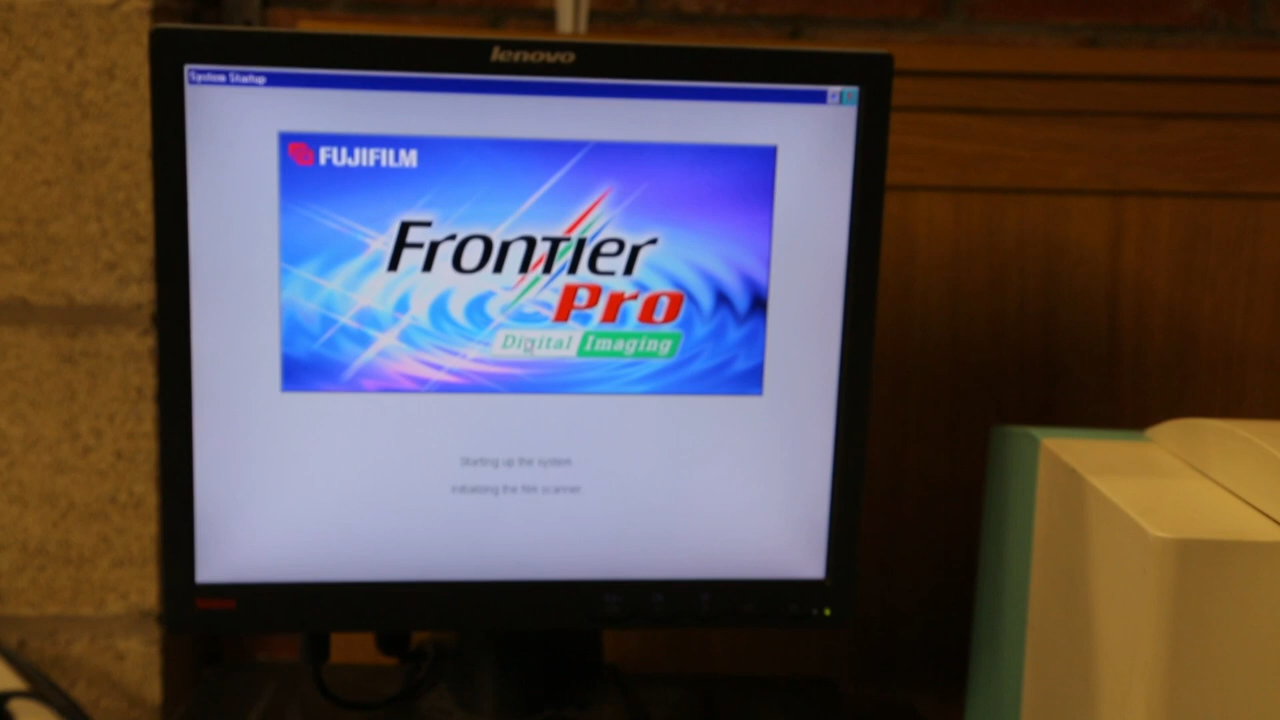 lenovo
System Startup
FUJIFILM
Frontier
Pro
Digital Imaging
Starting up the system
Initializing the film scanner